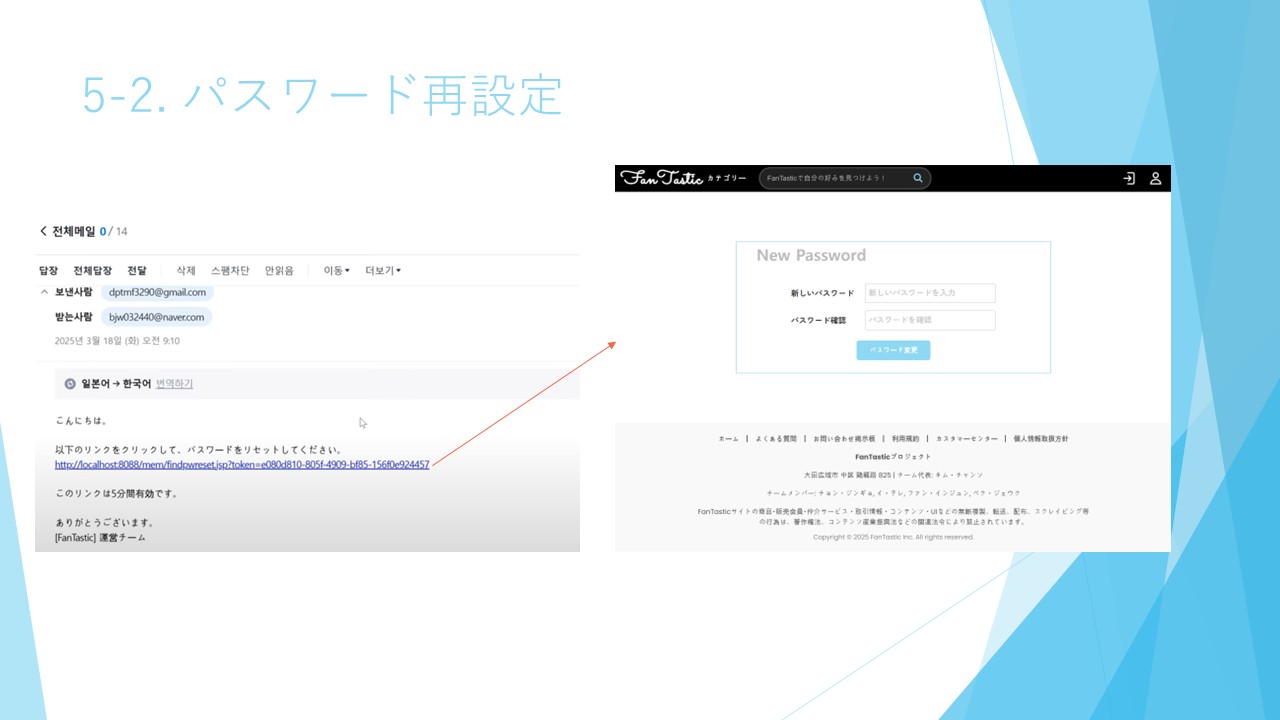 5-2. パスワード再設定
전체메일 0 / 14
답장 전체답장 전달 삭제 스팸차단 안읽음 이동 더보기
보낸사람 dptmf3290@gmail.com
받는사람 bjw032440@naver.com
2025년 3월 18일 (화) 오전 9:10
일본어 → 한국어 번역하기
こんにちは。
以下のリンクをクリックして、パスワードをリセットしてください。
http://localhost:8088/mem/findpwreset.jsp?token=e080d810-805f-4909-bf85-156f0e924457
このリンクは5分間有効です。
ありがとうございます。
[FanTastic] 運営チーム
FanTastic カテゴリー FanTasticで自分の好みを見つけよう！
New Password
新しいパスワード 新しいパスワードを入力
パスワード確認 パスワードを確認
パスワード変更
ホーム | よくある質問 | お問い合わせ掲示板 | 利用規約 | カスタマーセンター | 個人情報取扱方針
FanTasticプロジェクト
大田広域市 中区 鶏龍路 825 | チーム代表: キム・チャンソ
チームメンバー: チョン・ジンギョ, イ・テレ, ファン・インジュン, ペク・ジェウク
FanTasticサイトの商品・販売会員・仲介サービス・取引情報・コンテンツ・UIなどの無断複製、転送、配布、スクレイピング等
の行為は、著作権法、コンテンツ産業振興法などの関連法令により禁止されています。
Copyright © 2025 FanTastic Inc. All rights reserved.